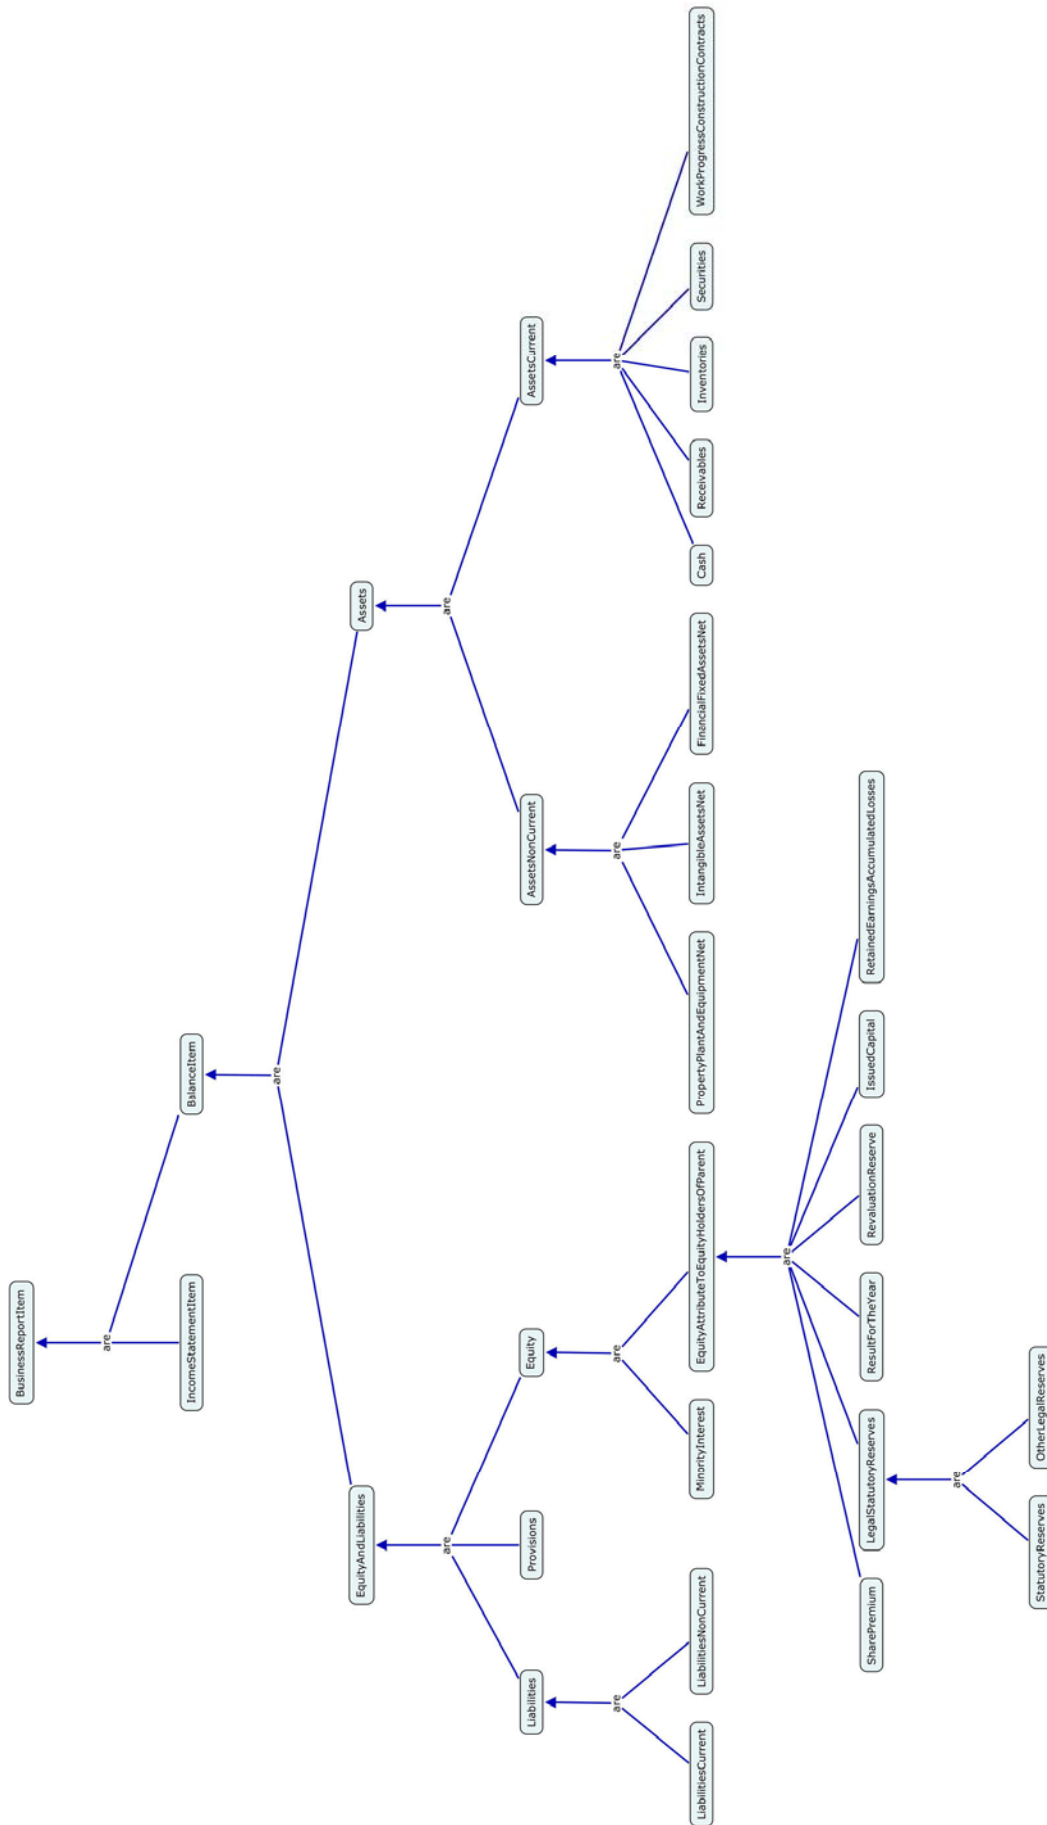 BusinessReportItem
are
IncomeStatementItem
BalanceItem
are
EquityAndLiabilities
Assets
are
are
Liabilities
Provisions
Equity
AssetsNonCurrent
AssetsCurrent
are
are
are
are
LiabilitiesCurrent
LiabilitiesNonCurrent
MinorityInterest
EquityAttributeToEquityHoldersOfParent
PropertyPlantAndEquipmentNet
IntangibleAssetsNet
FinancialFixedAssetsNet
Cash
Receivables
Inventories
Securities
WorkProgressConstructionContracts
are
SharePremium
LegalStatutoryReserves
ResultForTheYear
RevaluationReserve
IssuedCapital
RetainedEarningsAccumulatedLosses
are
StatutoryReserves
OtherLegalReserves